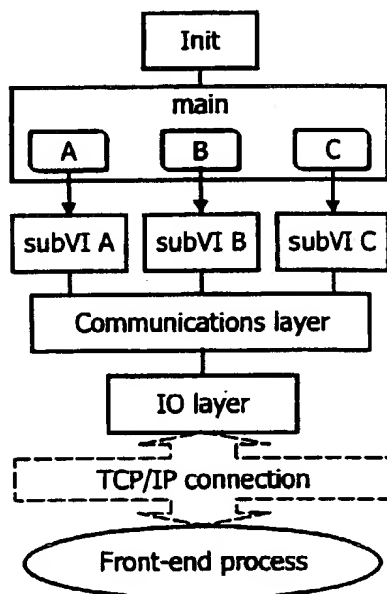 Init
main
A B C
subVI A subVI B subVI C
Communications layer
IO layer
TCP/IP connection
Front-end process